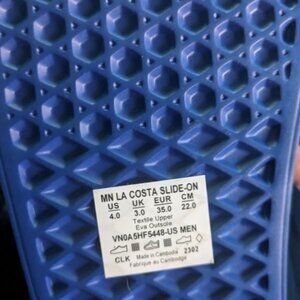 MN LA COSTA SLIDE-ON
US UK EUR CM
4.0 3.0 35.0 22.0
Textile Upper
Eva Outsole
VN0A5HF5448-US MEN
CLK Made in Cambodia 2302
Fabrique au Cambodge